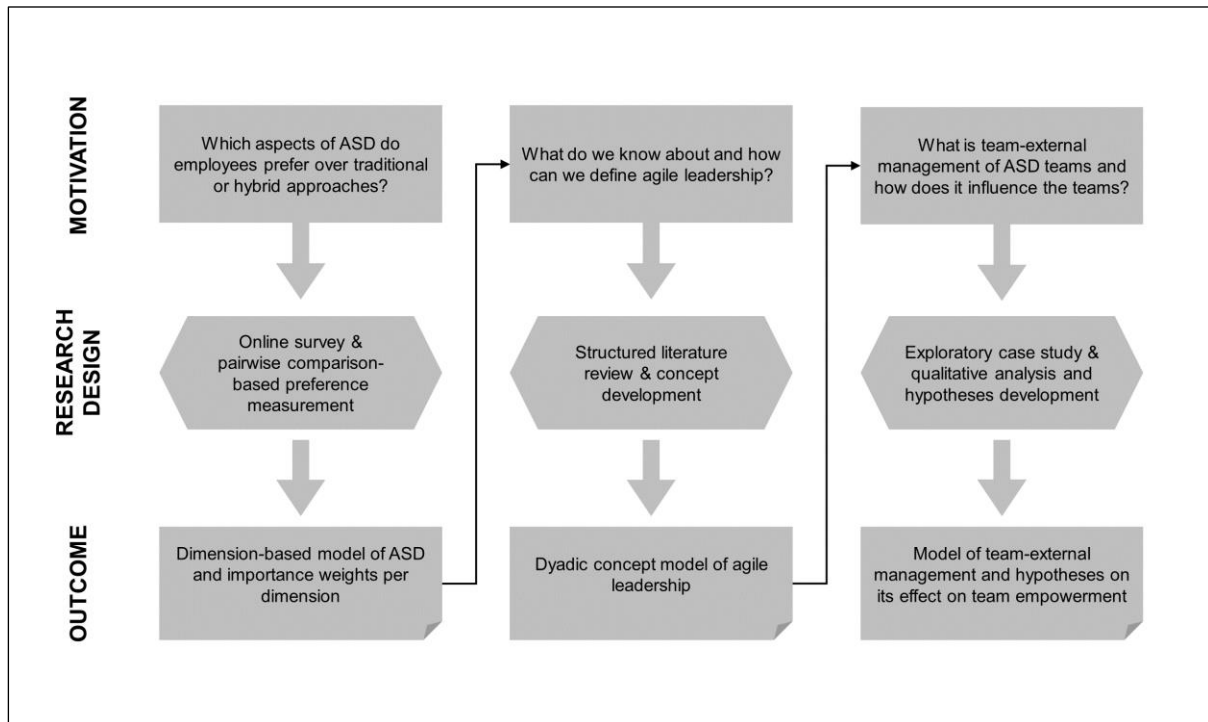 MOTIVATION
Which aspects of ASD do
employees prefer over traditional
or hybrid approaches?
What do we know about and how
can we define agile leadership?
What is team-external
management of ASD teams and
how does it influence the teams?
RESEARCH
DESIGN
Online survey &
pairwise comparison-
based preference
measurement
Structured literature
review & concept
development
Exploratory case study &
qualitative analysis and
hypotheses development
OUTCOME
Dimension-based model of ASD
and importance weights per
dimension
Dyadic concept model of agile
leadership
Model of team-external
management and hypotheses on
its effect on team empowerment